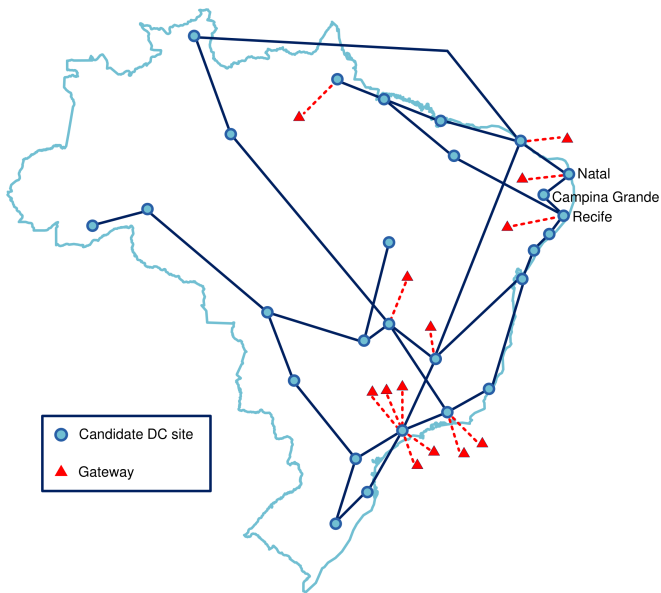 Natal
Campina Grande
Recife
Candidate DC site
Gateway